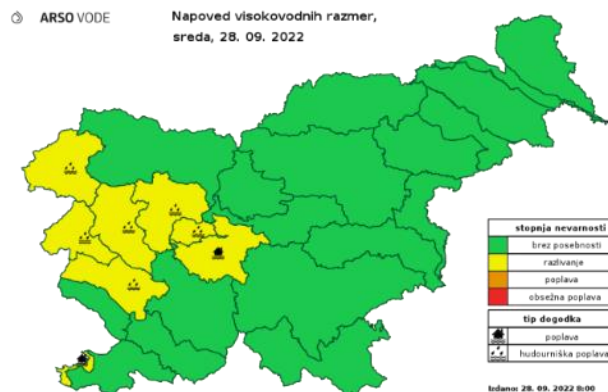 ARSO VODE
Napoved visokovodnih razmer,
sreda, 28. 09. 2022
stopnja nevarnosti
brez posebnosti
razlivanje
poplava
obsežna poplava
tip dogodka
poplava
hudourniška poplava
Izdano: 28. 09. 2022 8:00